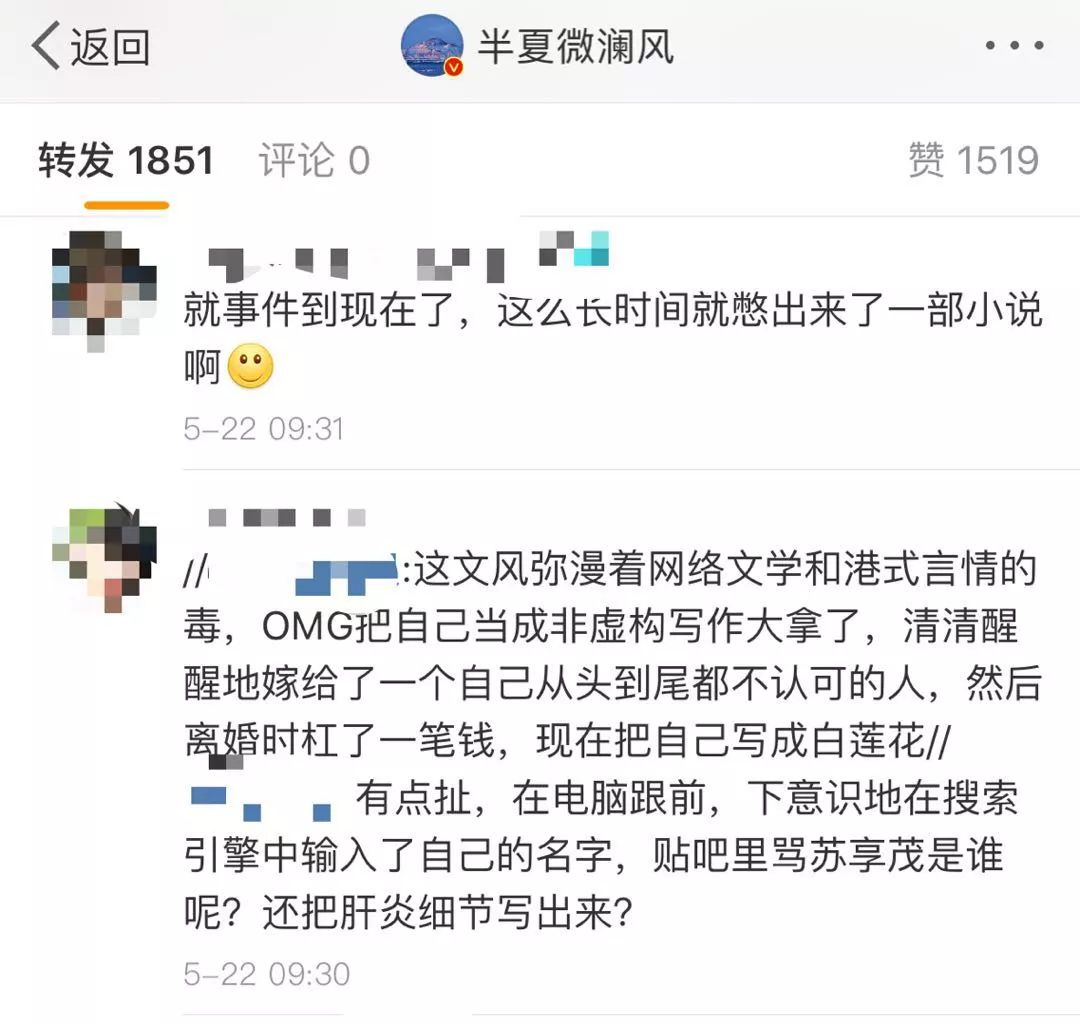 返回
半夏微澜风
转发 1851
评论 0
赞 1519
就事件到现在了，这么长时间就憋出来了一部小说
啊
5-22 09:31
//
:这文风弥漫着网络文学和港式言情的
毒，OMG把自己当成非虚构写作大拿了，清清醒
醒地嫁给了一个自己从头到尾都不认可的人，然后
离婚时杠了一笔钱，现在把自己写成白莲花//
有点扯，在电脑跟前，下意识地在搜索
引擎中输入了自己的名字，贴吧里骂苏享茂是谁
呢？还把肝炎细节写出来？
5-22 09:30